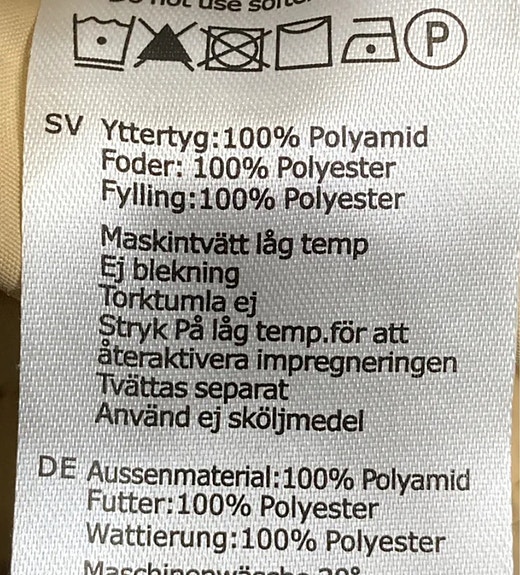 not use
P
SV Yttertyg:100% Polyamid
Foder: 100% Polyester
Fylling:100% Polyester
Maskintvätt låg temp
Ej blekning
Torktumla ej
Stryk På låg temp.för att
återaktivera impregneringen
Tvättas separat
Använd ej sköljmedel
DE Aussenmaterial:100% Polyamid
Futter:100% Polyester
Wattierung:100% Polyester